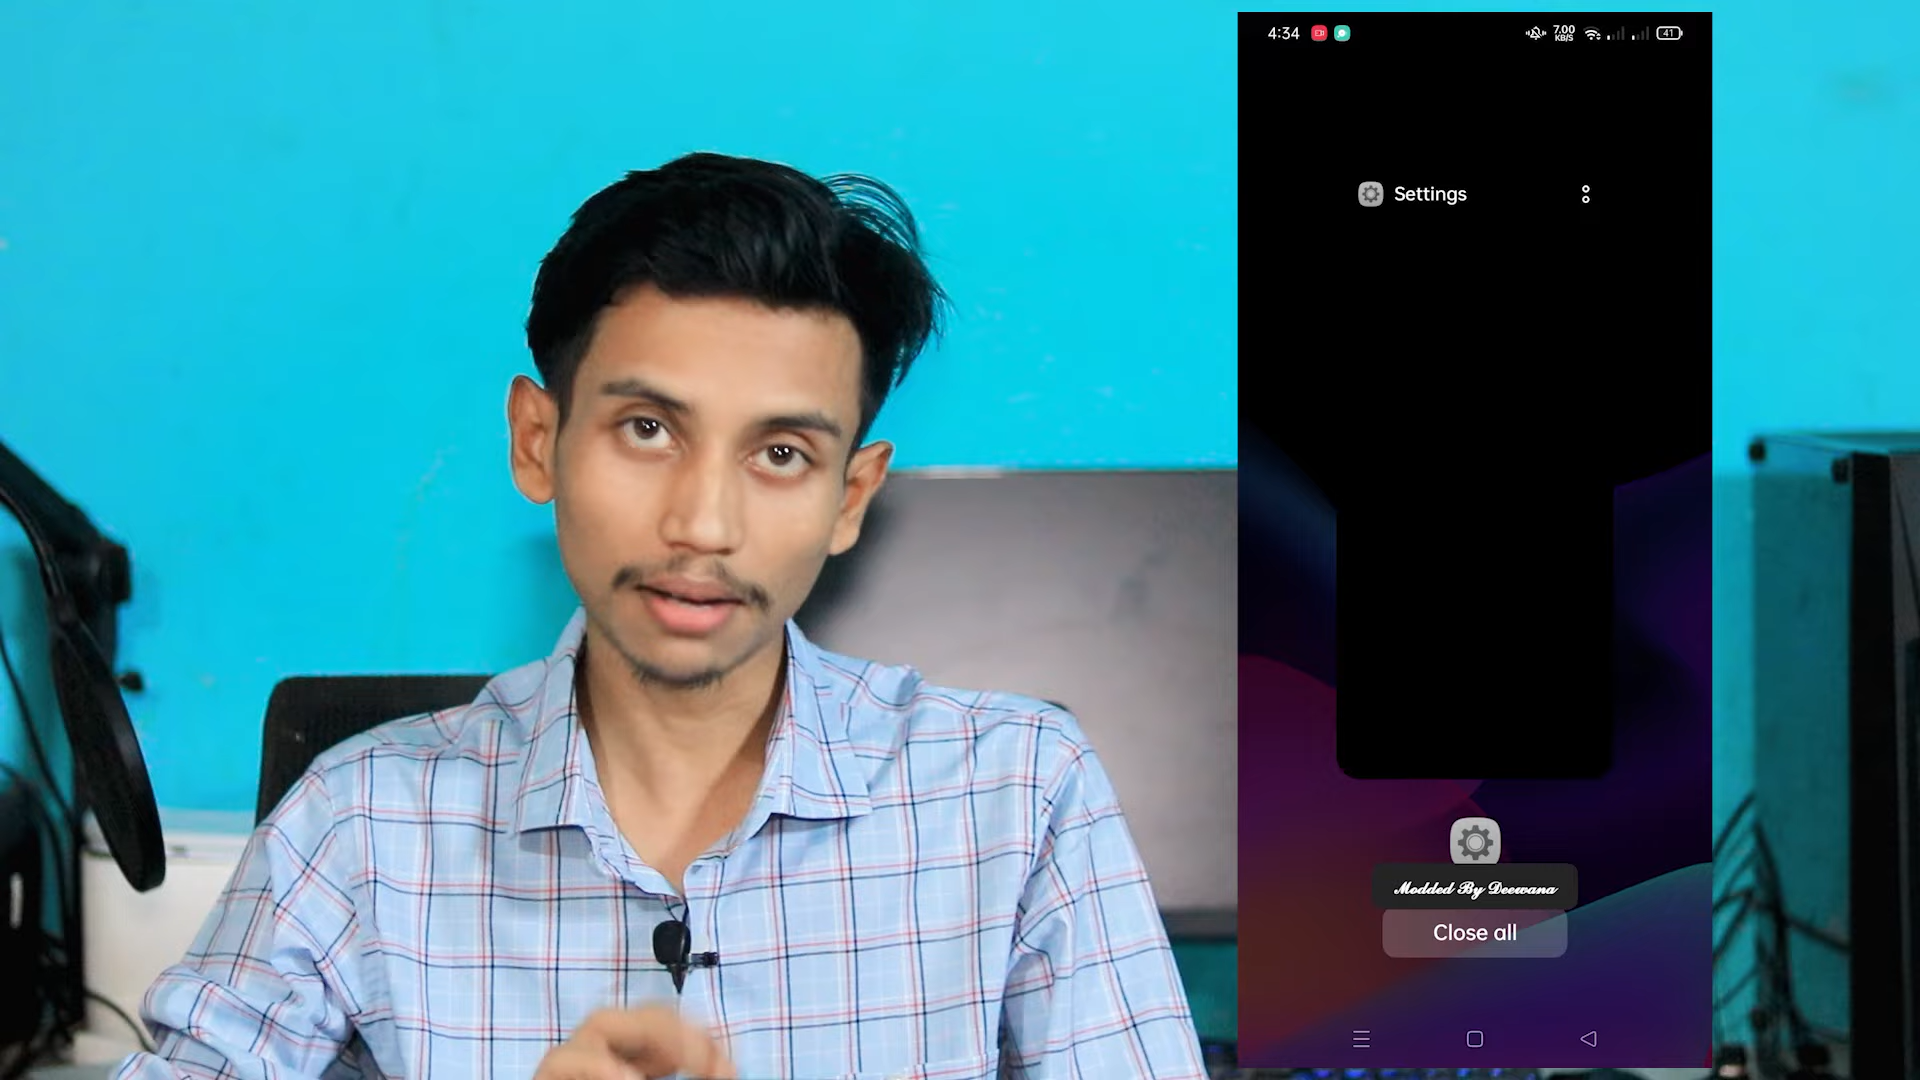 4:34
7.00
KB/S
41
Settings
Modded By Deewana
Close all